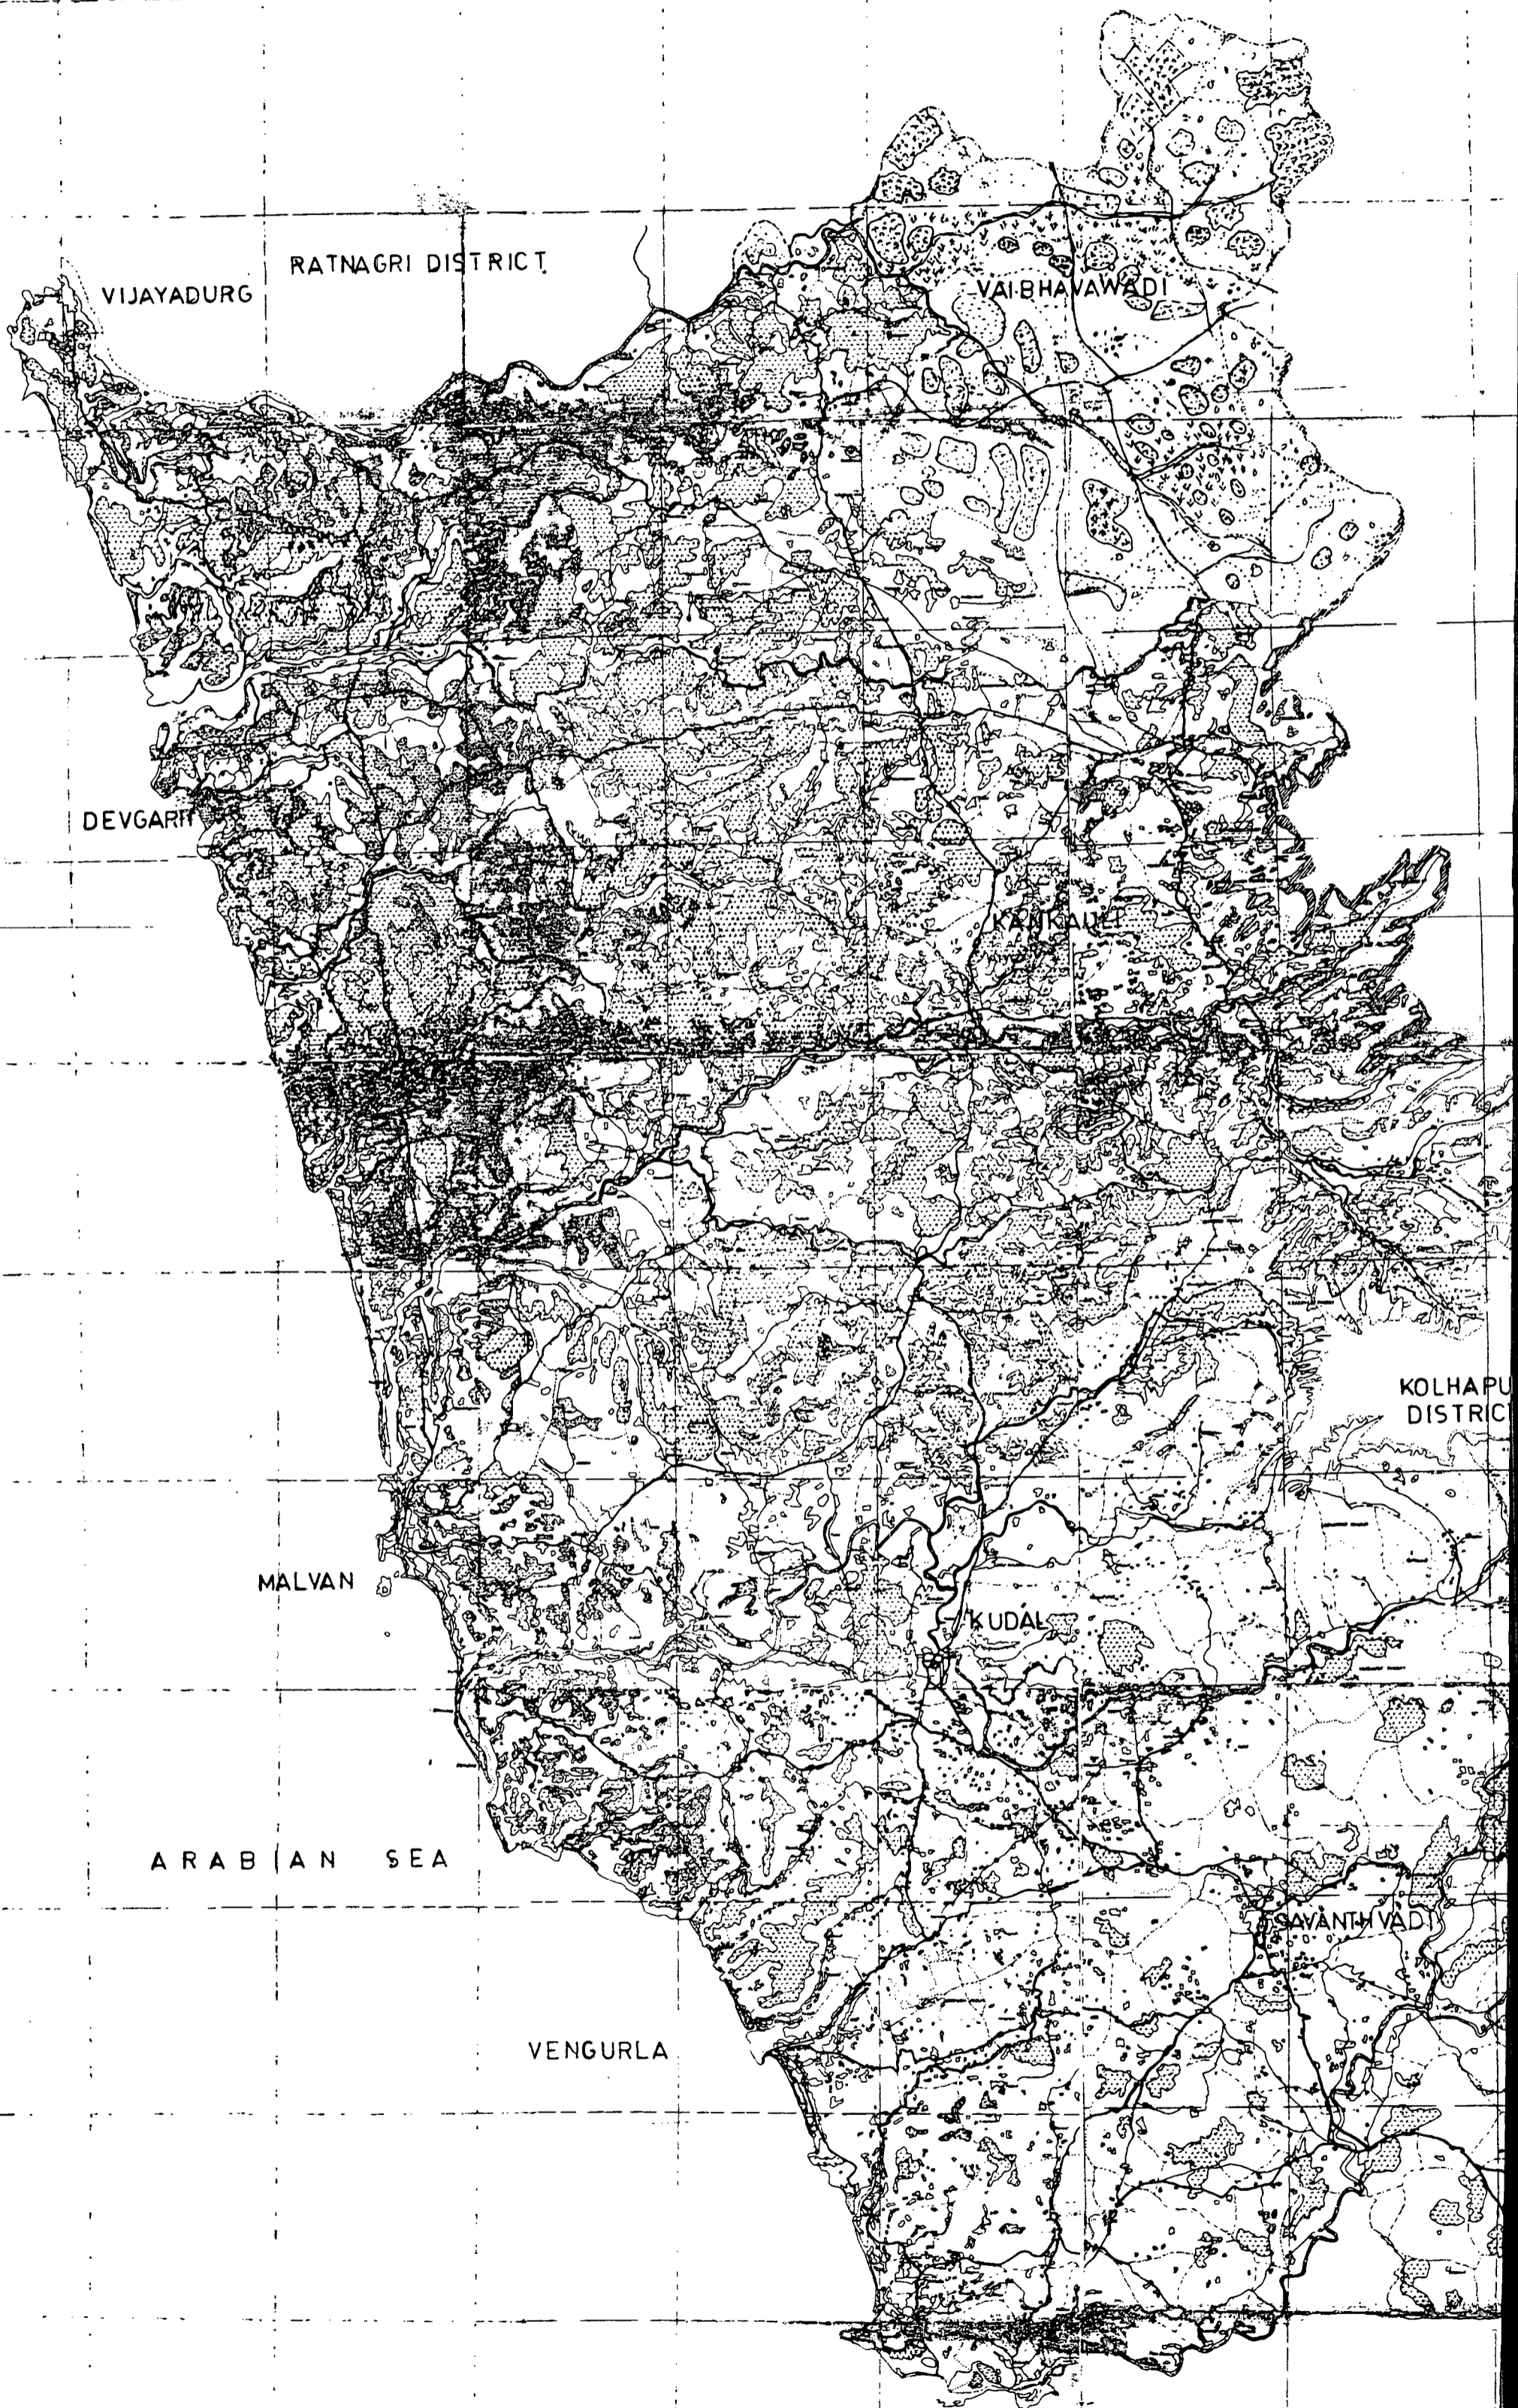 RATNAGRI DISTRICT
VIJAYADURG
VAIBHAVAWADI
DEVGARH
KANKAULI
KOLHAPU
DISTRIC
MALVAN
KUDAL
ARABIAN SEA
SAVANTHVADI
VENGURLA